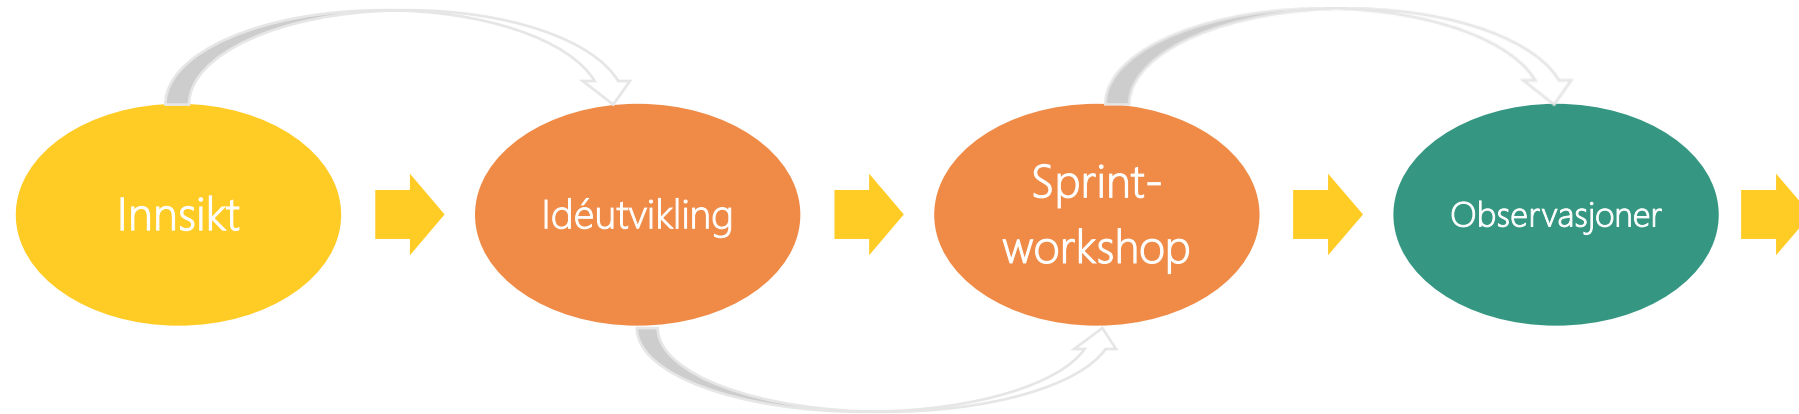 Innsikt
Idéutvikling
Sprint-
workshop
Observasjoner